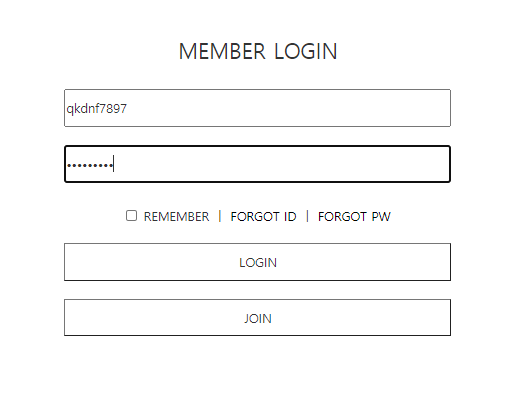 MEMBER LOGIN
qkdnf7897
•••••••••
REMEMBER | FORGOT ID | FORGOT PW
LOGIN
JOIN